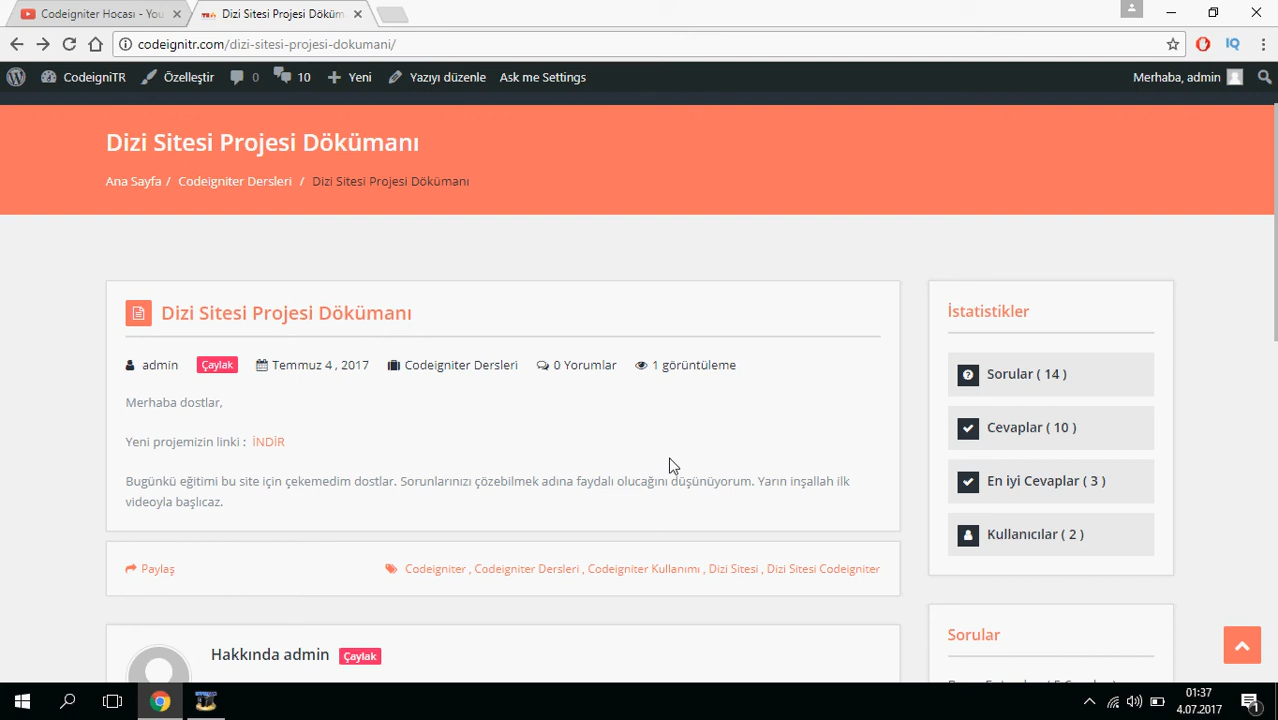 Codeigniter Hocası - You
Dizi Sitesi Projesi Döküm
codeignitr.com/dizi-sitesi-projesi-dokumani/
IQ
CodeigniTR
Özelleştir
0
10
Yeni
Yazıyı düzenle
Ask me Settings
Merhaba, admin
Dizi Sitesi Projesi Dökümanı
Ana Sayfa / Codeigniter Dersleri / Dizi Sitesi Projesi Dökümanı
Dizi Sitesi Projesi Dökümanı
admin Çaylak Temmuz 4 , 2017 Codeigniter Dersleri 0 Yorumlar 1 görüntüleme
Merhaba dostlar,
Yeni projemizin linki : İNDİR
Bugünkü eğitimi bu site için çekemedim dostlar. Sorunlarınızı çözebilmek adına faydalı olucağını düşünüyorum. Yarın inşallah ilk
videoyla başlıcaz.
Paylaş
Codeigniter , Codeigniter Dersleri , Codeigniter Kullanımı , Dizi Sitesi , Dizi Sitesi Codeigniter
Hakkında admin Çaylak
İstatistikler
Sorular ( 14 )
Cevaplar ( 10 )
En iyi Cevaplar ( 3 )
Kullanıcılar ( 2 )
Sorular
01:37
4.07.2017
1